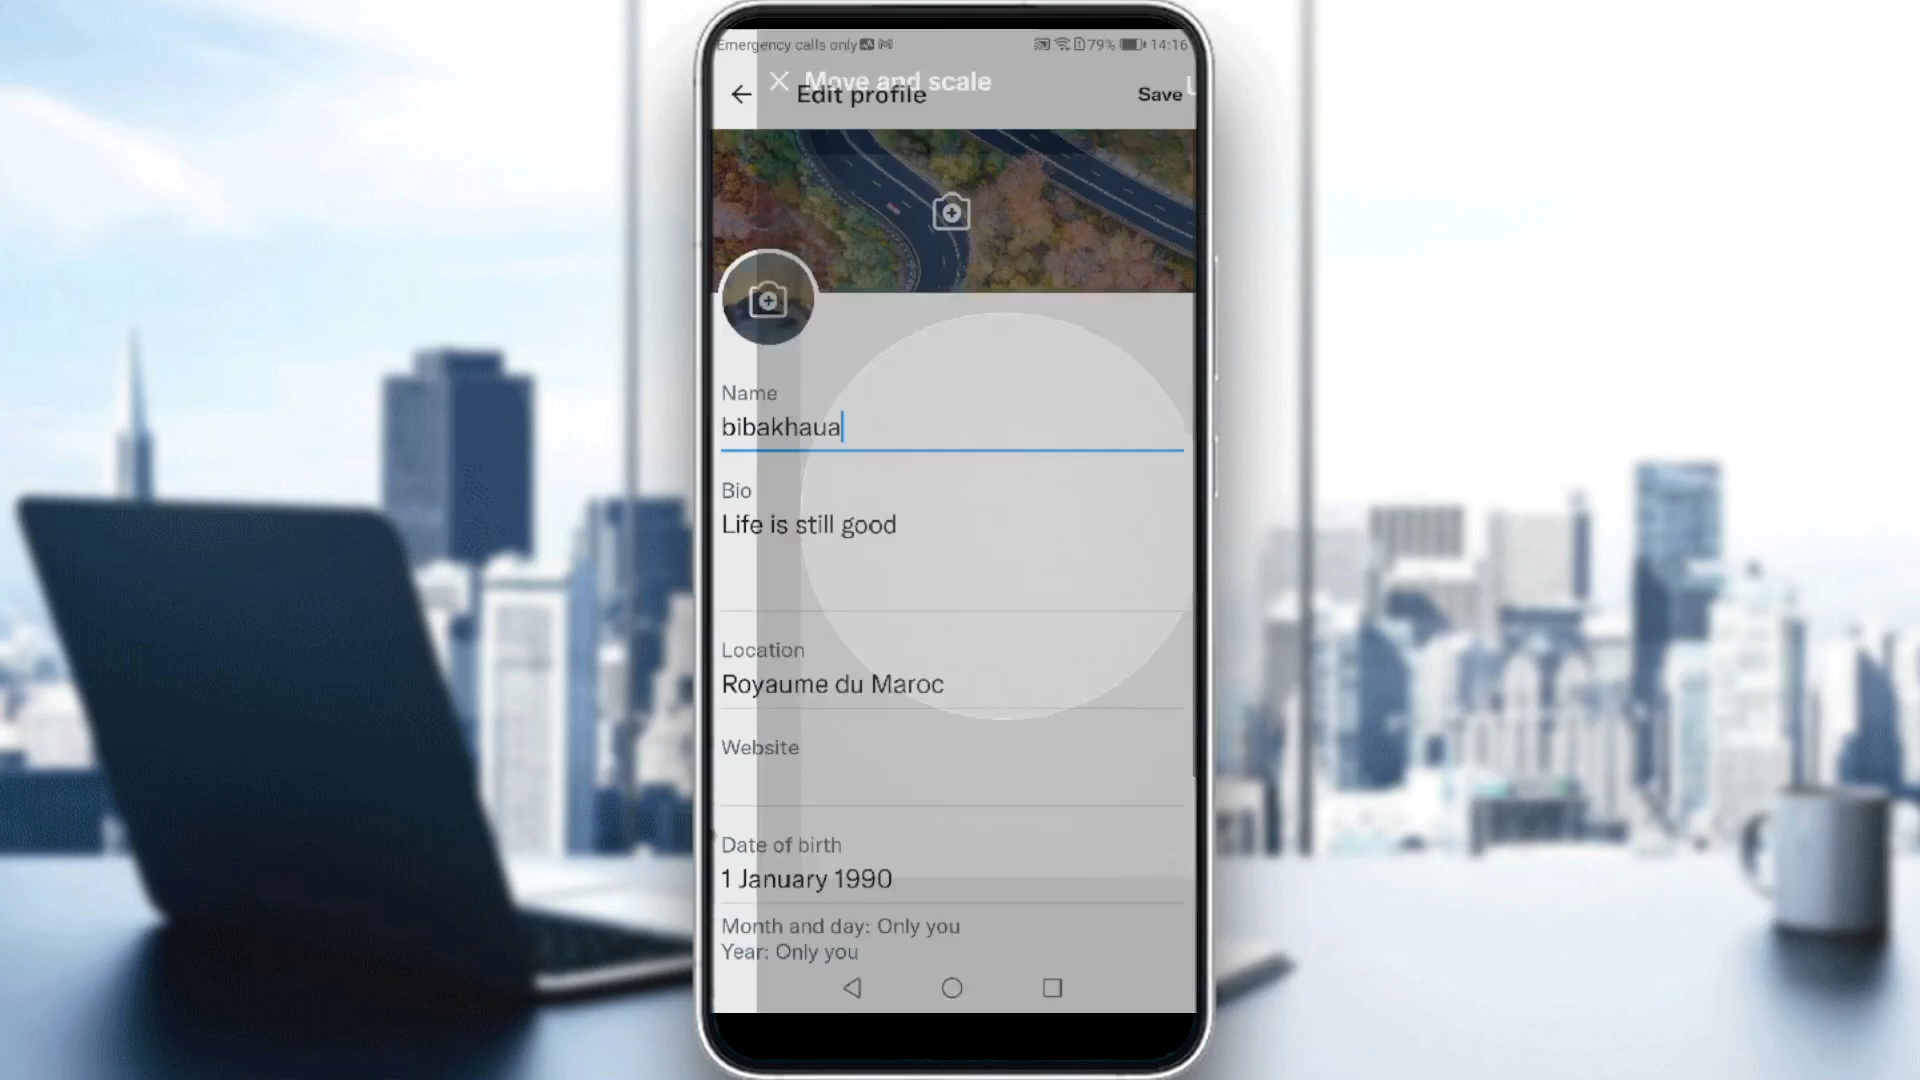 Emergency calls only
79% 14:16
Move and scale
Edit profile
Save
Name
bibakhaua
Bio
Life is still good
Location
Royaume du Maroc
Website
Date of birth
1 January 1990
Month and day: Only you
Year: Only you